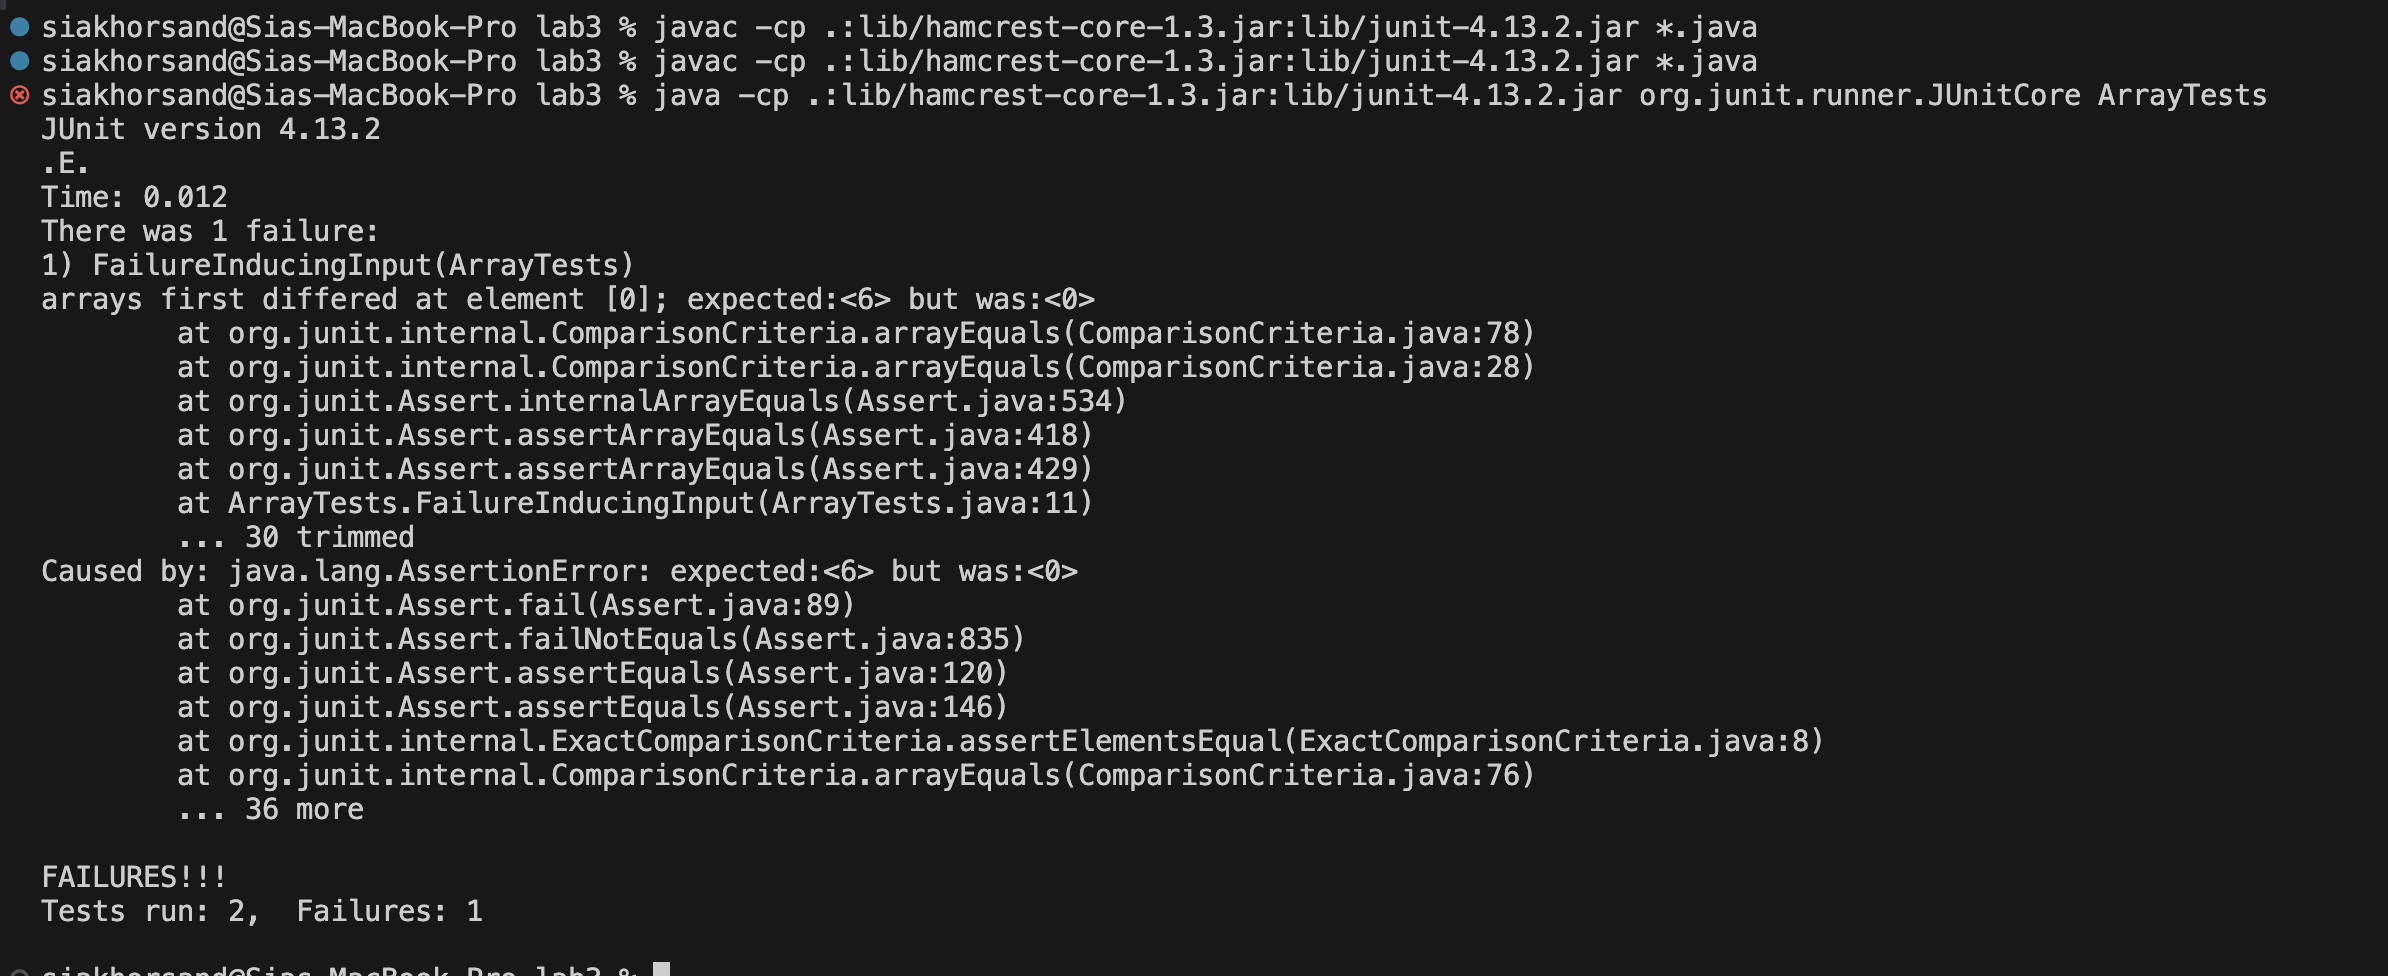 siakhorsand@Sias-MacBook-Pro lab3 % javac -cp .:lib/hamcrest-core-1.3.jar:lib/junit-4.13.2.jar *.java
siakhorsand@Sias-MacBook-Pro lab3 % javac -cp .:lib/hamcrest-core-1.3.jar:lib/junit-4.13.2.jar *.java
siakhorsand@Sias-MacBook-Pro lab3 % java -cp .:lib/hamcrest-core-1.3.jar:lib/junit-4.13.2.jar org.junit.runner.JUnitCore ArrayTests
JUnit version 4.13.2
.E.
Time: 0.012
There was 1 failure:
1) FailureInducingInput(ArrayTests)
arrays first differed at element [0]; expected:<6> but was:<0>
        at org.junit.internal.ComparisonCriteria.arrayEquals(ComparisonCriteria.java:78)
        at org.junit.internal.ComparisonCriteria.arrayEquals(ComparisonCriteria.java:28)
        at org.junit.Assert.internalArrayEquals(Assert.java:534)
        at org.junit.Assert.assertArrayEquals(Assert.java:418)
        at org.junit.Assert.assertArrayEquals(Assert.java:429)
        at ArrayTests.FailureInducingInput(ArrayTests.java:11)
        ... 30 trimmed
Caused by: java.lang.AssertionError: expected:<6> but was:<0>
        at org.junit.Assert.fail(Assert.java:89)
        at org.junit.Assert.failNotEquals(Assert.java:835)
        at org.junit.Assert.assertEquals(Assert.java:120)
        at org.junit.Assert.assertEquals(Assert.java:146)
        at org.junit.internal.ExactComparisonCriteria.assertElementsEqual(ExactComparisonCriteria.java:8)
        at org.junit.internal.ComparisonCriteria.arrayEquals(ComparisonCriteria.java:76)
        ... 36 more

FAILURES!!!
Tests run: 2,  Failures: 1

siakhorsand@Sias-MacBook-Pro lab3 %